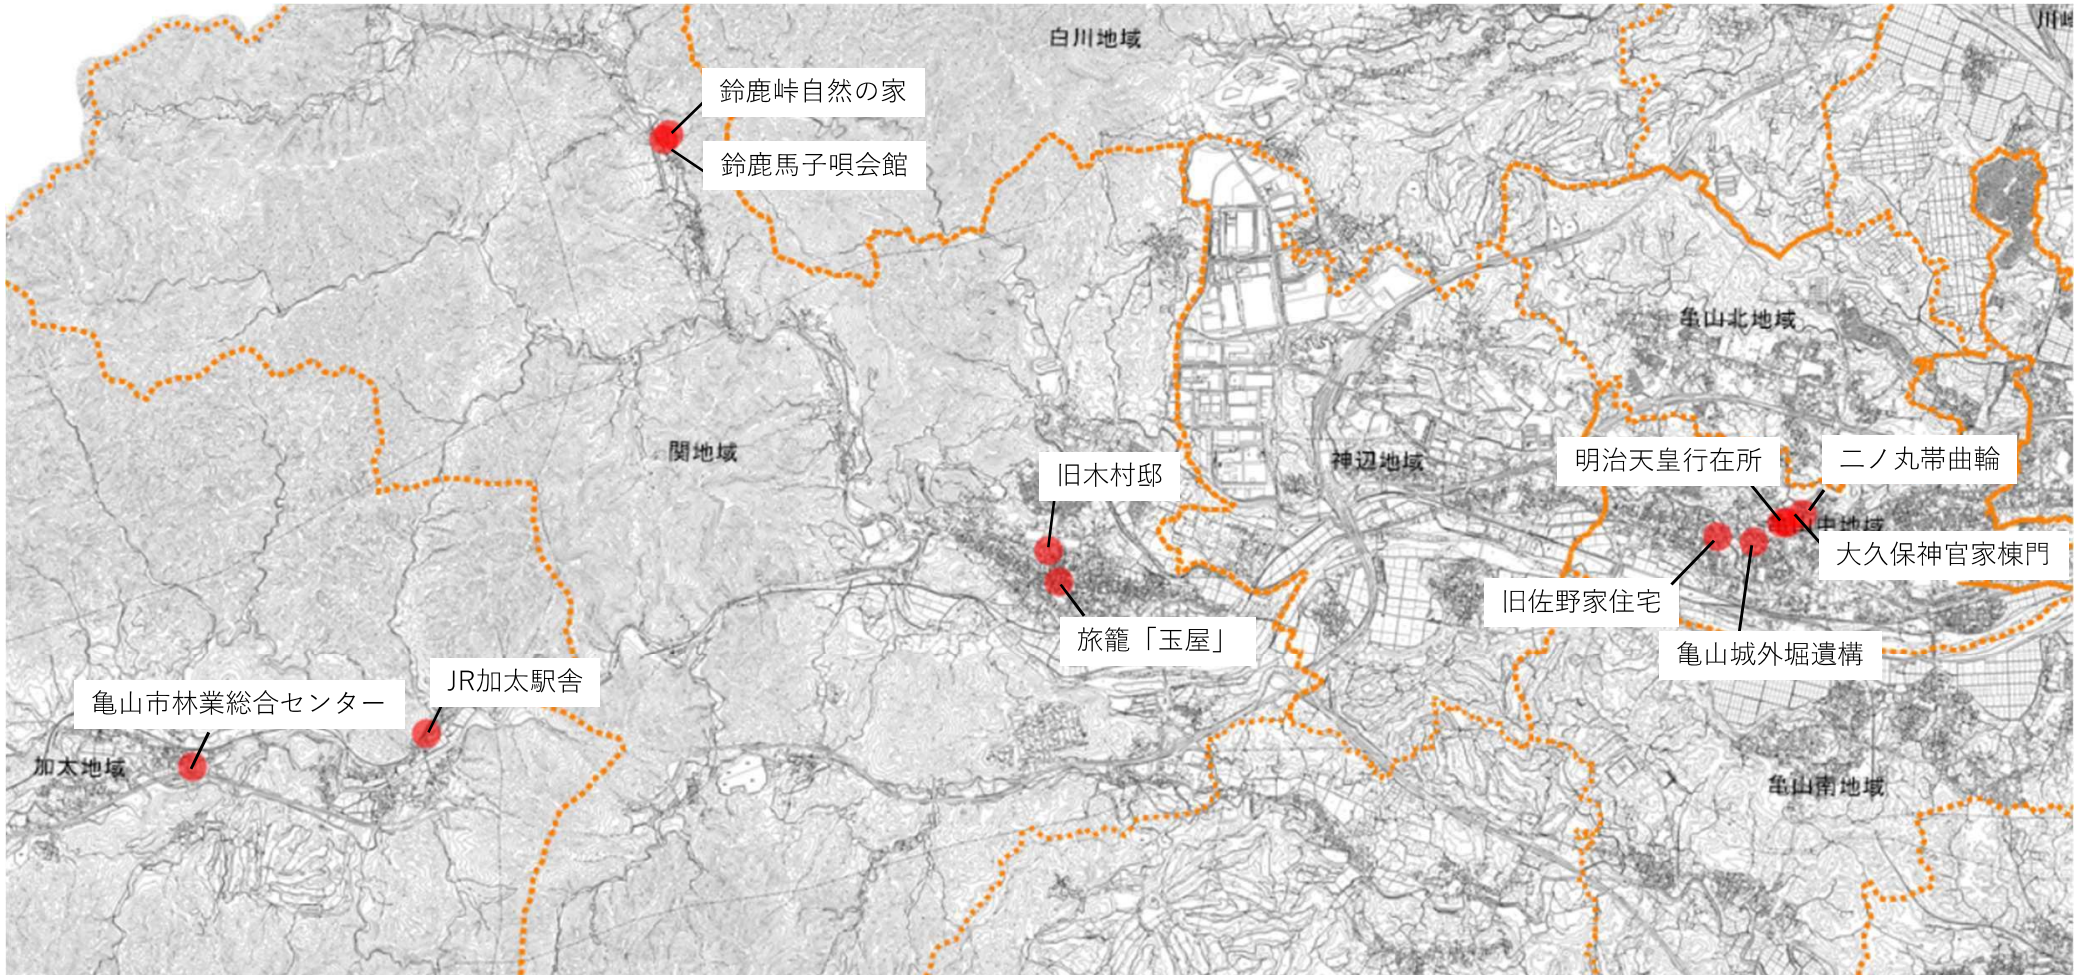 白川地域
川崎
鈴鹿峠自然の家
鈴鹿馬子唄会館
亀山北地域
関地域
神辺地域
旧木村邸
明治天皇行在所
二ノ丸帯曲輪
中地域
大久保神官家棟門
旧佐野家住宅
旅籠「玉屋」
亀山城外堀遺構
JR加太駅舎
亀山市林業総合センター
加太地域
亀山南地域